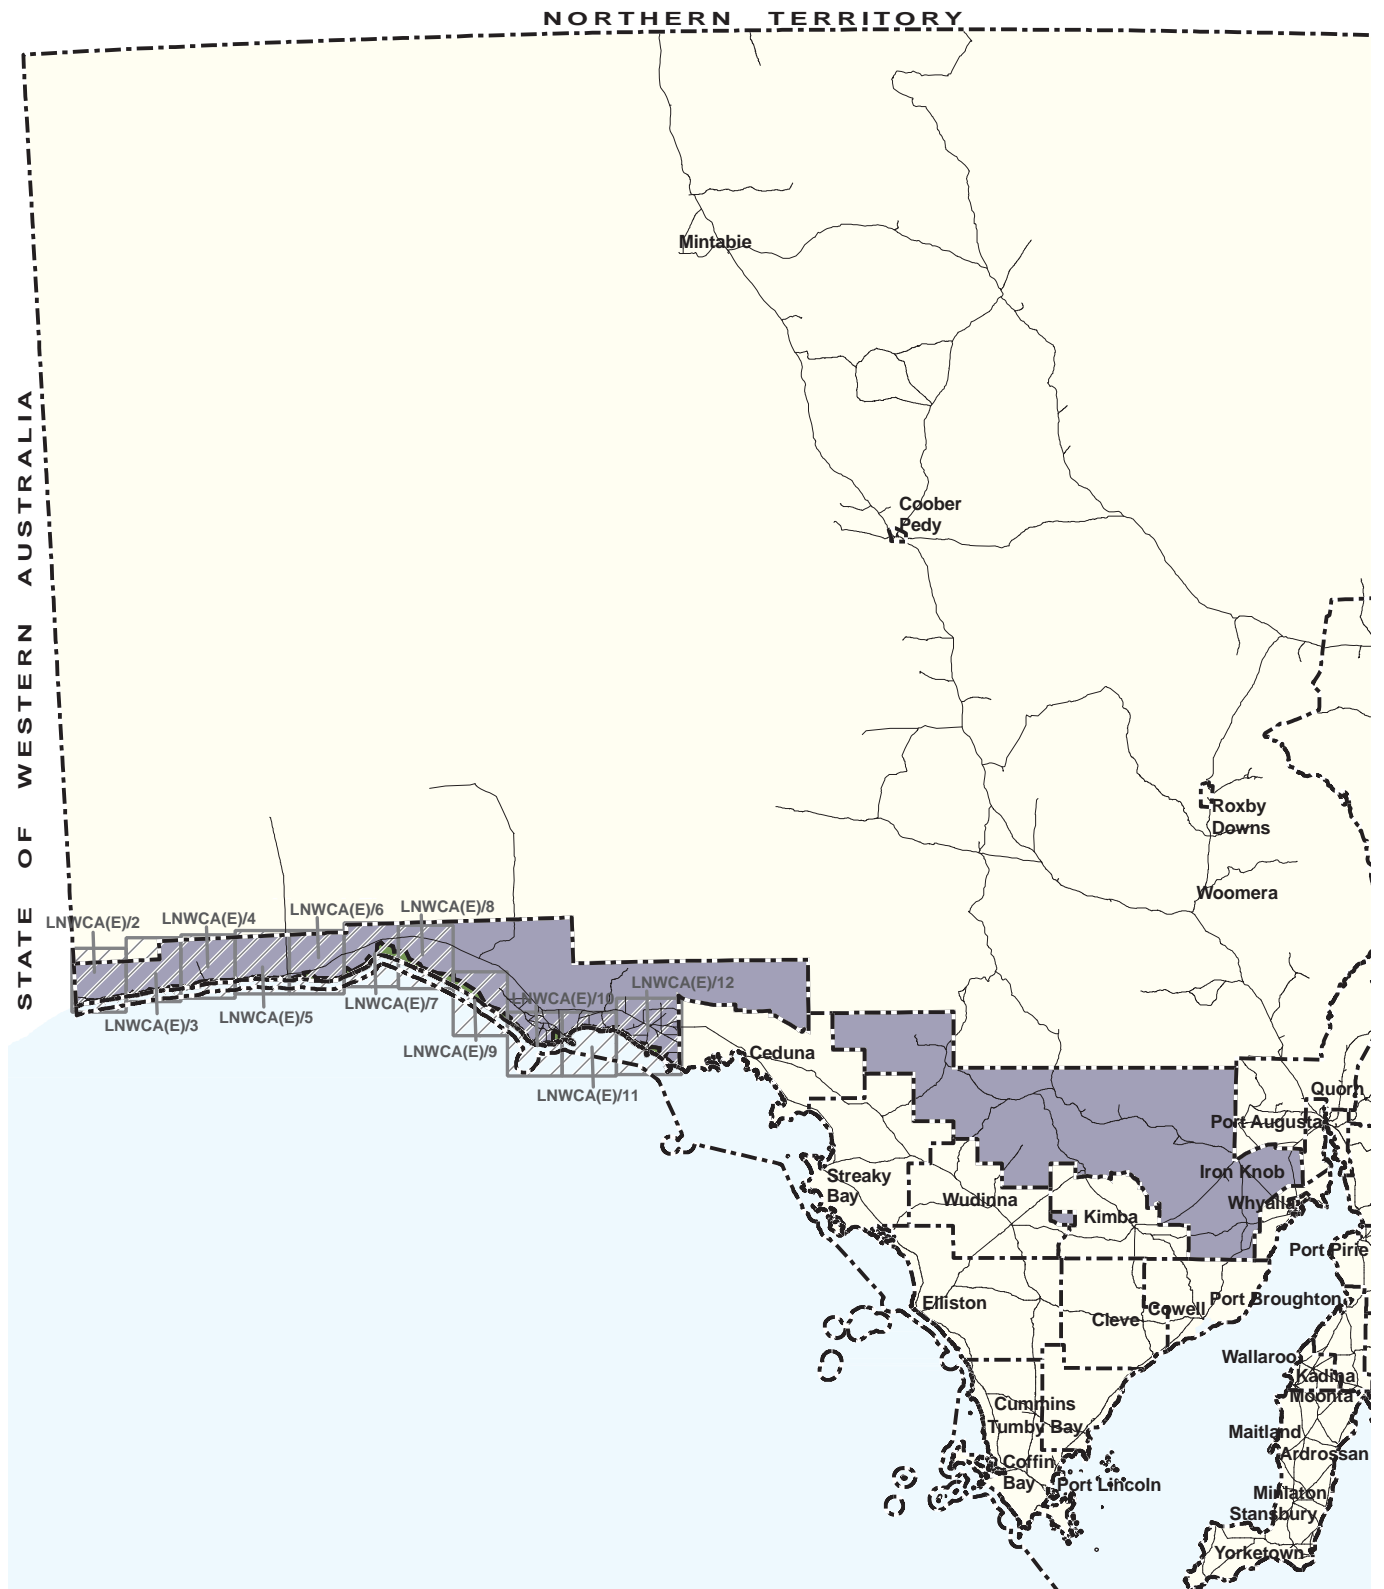 NORTHERN TERRITORY
STATE OF WESTERN AUSTRALIA
Mintabie
Coober
Pedy
Roxby
Downs
Woomera
LNWCA(E)/2
LNWCA(E)/4
LNWCA(E)/6
LNWCA(E)/8
LNWCA(E)/10
LNWCA(E)/12
LNWCA(E)/3
LNWCA(E)/5
LNWCA(E)/7
LNWCA(E)/9
LNWCA(E)/11
Ceduna
Quorn
Port Augusta
Iron Knob
Streaky
Bay
Wudinna
Whyalla
Kimba
Port Pirie
Elliston
Port Broughton
Cowell
Cleve
Wallaroo
Kadina
Moonta
Cummins
Tumby Bay
Maitland
Ardrossan
Coffin
Bay
Port Lincoln
Minlaton
Stansbury
Yorketown